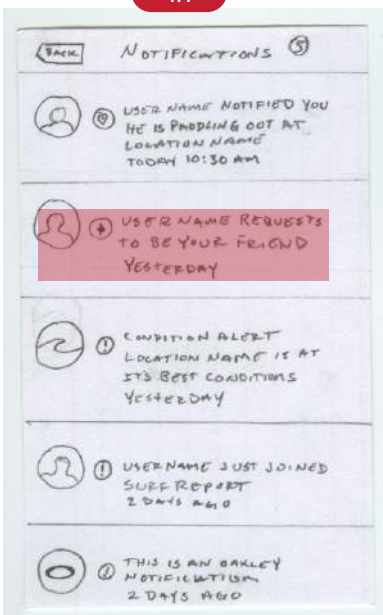 BACK NOTIFICATIONS 5
USER NAME NOTIFIED YOU
HE IS PADDLING OUT AT
LOCATION NAME
TODAY 10:30 AM
USER NAME REQUESTS
TO BE YOUR FRIEND
YESTERDAY
CONDITION ALERT
LOCATION NAME IS AT
IT'S BEST CONDITIONS
YESTERDAY
USERNAME JUST JOINED
SURF REPORT
2 DAYS AGO
THIS IS AN OAKLEY
NOTIFICATION
2 DAYS AGO